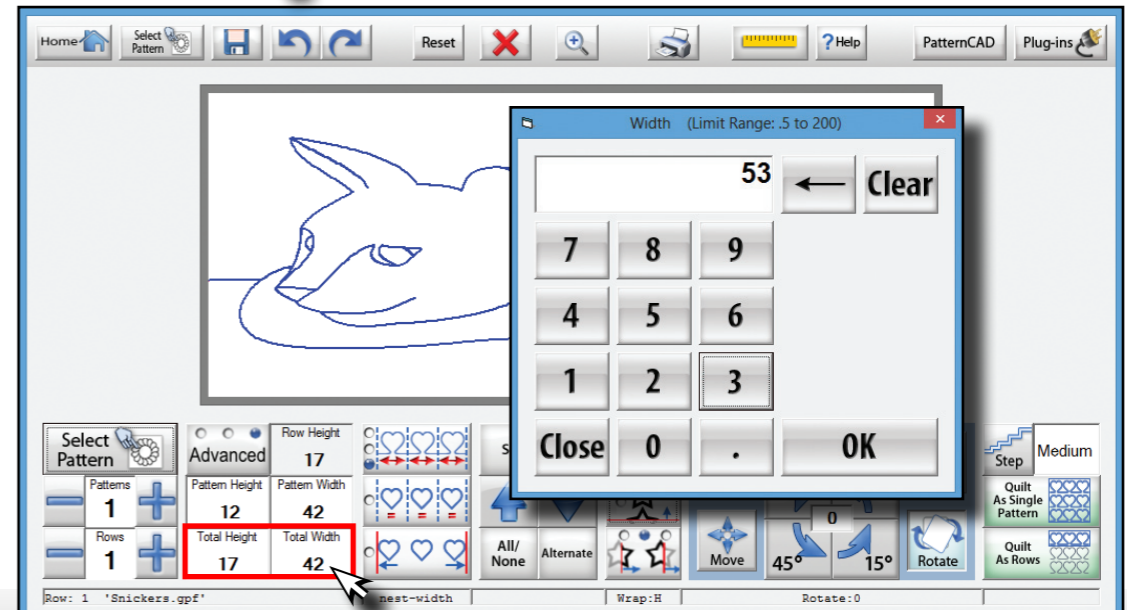 Home
Select
Pattern
Reset
?Help
PatternCAD
Plug-ins
Width (Limit Range: .5 to 200)
53
← Clear
7 8 9
4 5 6
1 2 3
Close 0 . OK
Select
Pattern
Advanced
Row Height
17
S
Step
Medium
Patterns
1
Pattern Height
12
Pattern Width
42
0
Quilt
As Single
Pattern
Rows
1
Total Height
17
Total Width
42
All/
None
Alternate
Move
45°
15°
Rotate
Quilt
As Rows
Row: 1 'Snickers.gpf'
nest-width
Wrap:H
Rotate:0